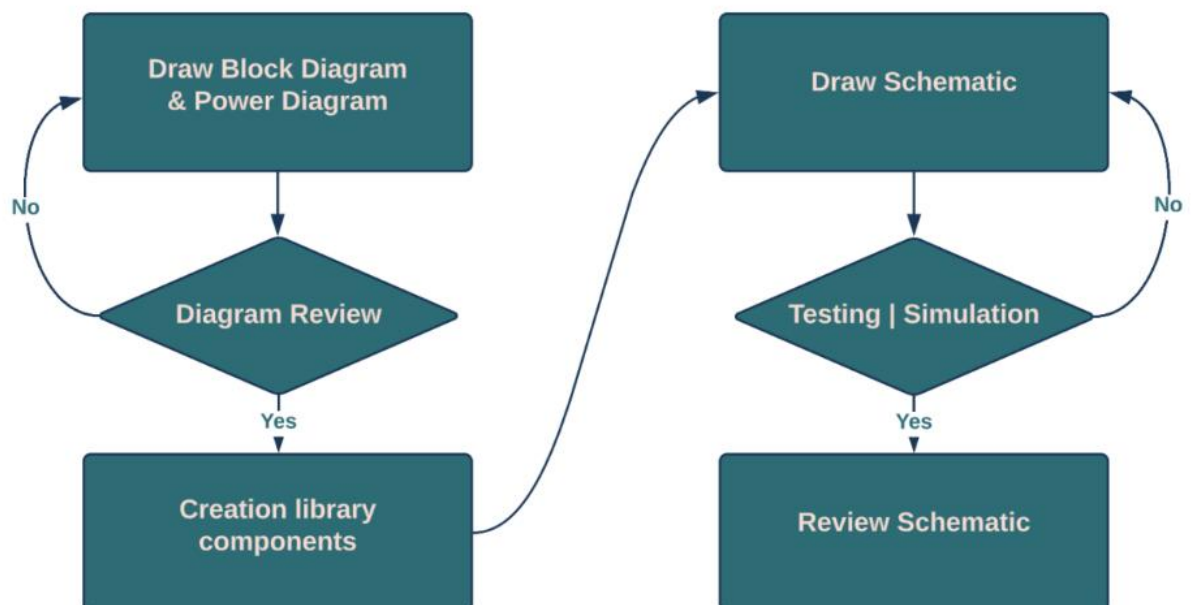 Draw Block Diagram
& Power Diagram
No
Diagram Review
Yes
Creation library
components
Draw Schematic
No
Testing | Simulation
Yes
Review Schematic